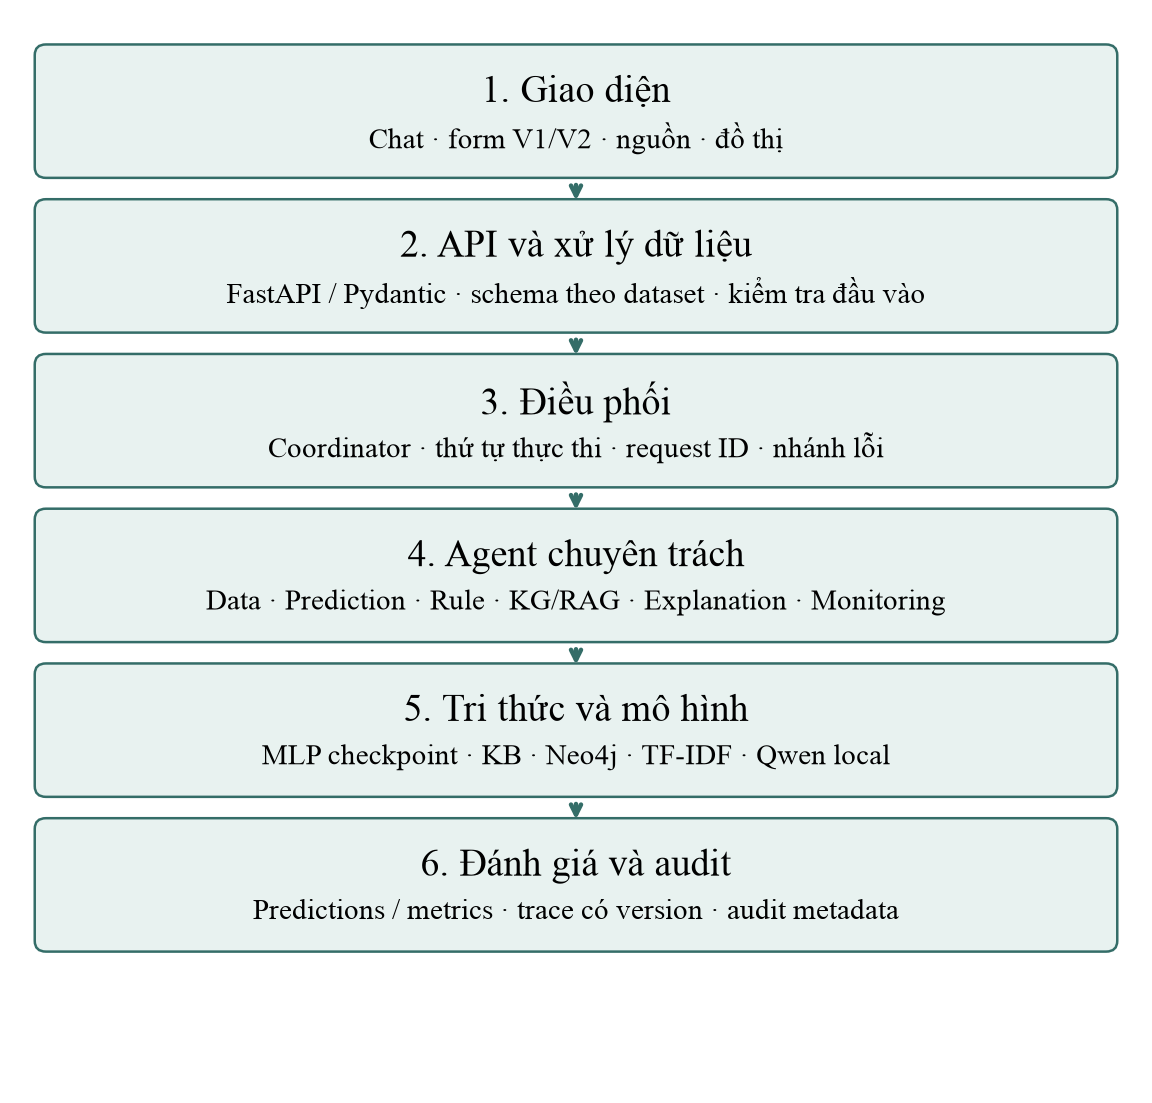 1. Giao diện
Chat · form V1/V2 · nguồn · đồ thị
2. API và xử lý dữ liệu
FastAPI / Pydantic · schema theo dataset · kiểm tra đầu vào
3. Điều phối
Coordinator · thứ tự thực thi · request ID · nhánh lỗi
4. Agent chuyên trách
Data · Prediction · Rule · KG/RAG · Explanation · Monitoring
5. Tri thức và mô hình
MLP checkpoint · KB · Neo4j · TF-IDF · Qwen local
6. Đánh giá và audit
Predictions / metrics · trace có version · audit metadata